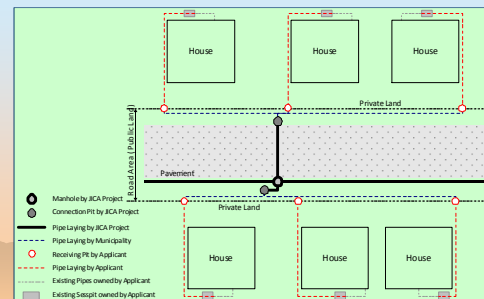 House
House
House
Private Land
Road Area ( Public Land )
Pavement
Manhole by JICA Project
Connection Pit by JICA Project
Private Land
Pipe Laying by JICA Project
Pipe Laying by Municipality
Receiving Pit by Applicant
House
House
House
Pipe Laying by Applicant
Existing Pipes owned by Applicant
Existing Sesspit owned by Applicant